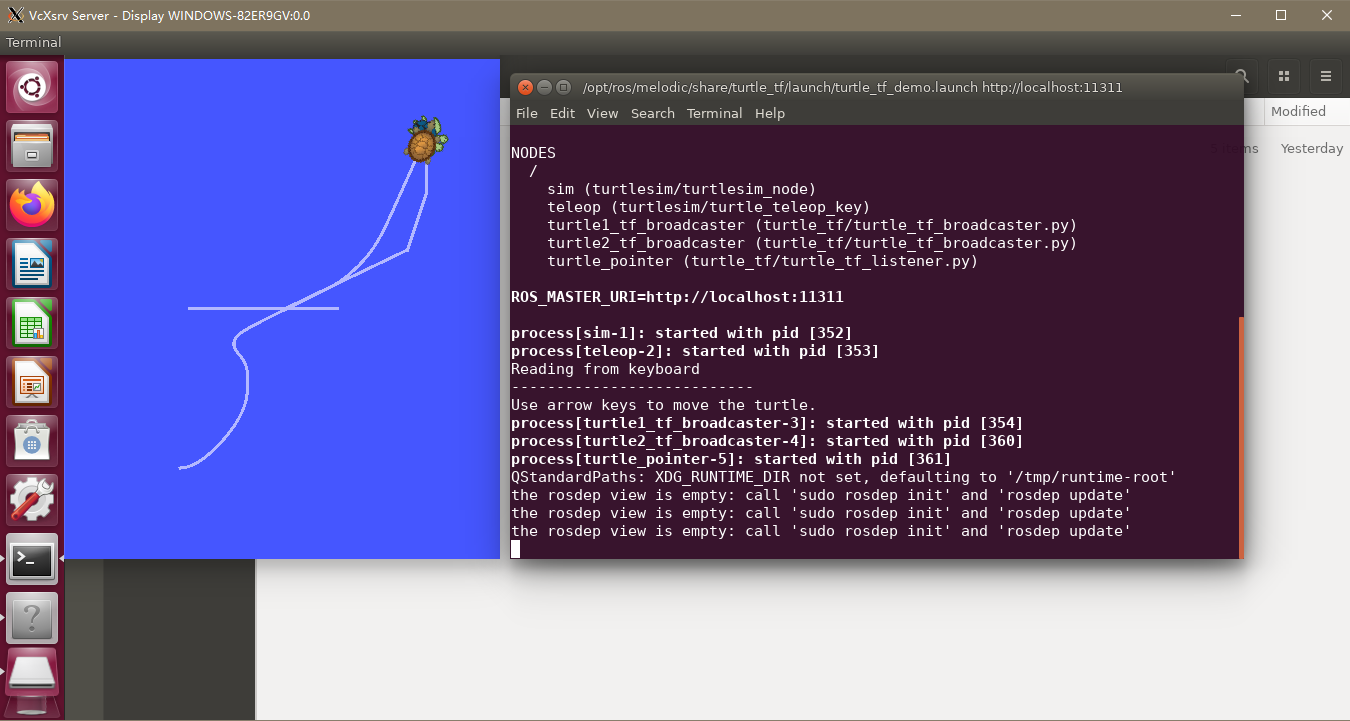 VcXsrv Server - Display WINDOWS-82ER9GV:0.0
Terminal
/opt/ros/melodic/share/turtle_tf/launch/turtle_tf_demo.launch http://localhost:11311
File Edit View Search Terminal Help
Modified
5 items Yesterday
NODES
/
sim (turtlesim/turtlesim_node)
teleop (turtlesim/turtle_teleop_key)
turtle1_tf_broadcaster (turtle_tf/turtle_tf_broadcaster.py)
turtle2_tf_broadcaster (turtle_tf/turtle_tf_broadcaster.py)
turtle_pointer (turtle_tf/turtle_tf_listener.py)
ROS_MASTER_URI=http://localhost:11311
process[sim-1]: started with pid [352]
process[teleop-2]: started with pid [353]
Reading from keyboard
---------------------------
Use arrow keys to move the turtle.
process[turtle1_tf_broadcaster-3]: started with pid [354]
process[turtle2_tf_broadcaster-4]: started with pid [360]
process[turtle_pointer-5]: started with pid [361]
QStandardPaths: XDG_RUNTIME_DIR not set, defaulting to '/tmp/runtime-root'
the rosdep view is empty: call 'sudo rosdep init' and 'rosdep update'
the rosdep view is empty: call 'sudo rosdep init' and 'rosdep update'
the rosdep view is empty: call 'sudo rosdep init' and 'rosdep update'